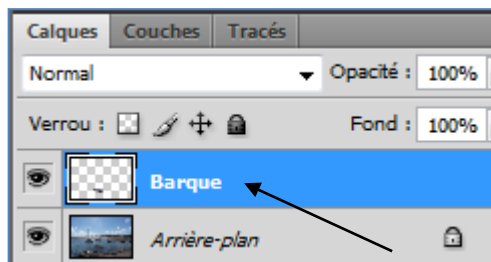 Calques Couches Tracés
Normal Opacité : 100%
Verrou : Fond : 100%
Barque
Arrière-plan